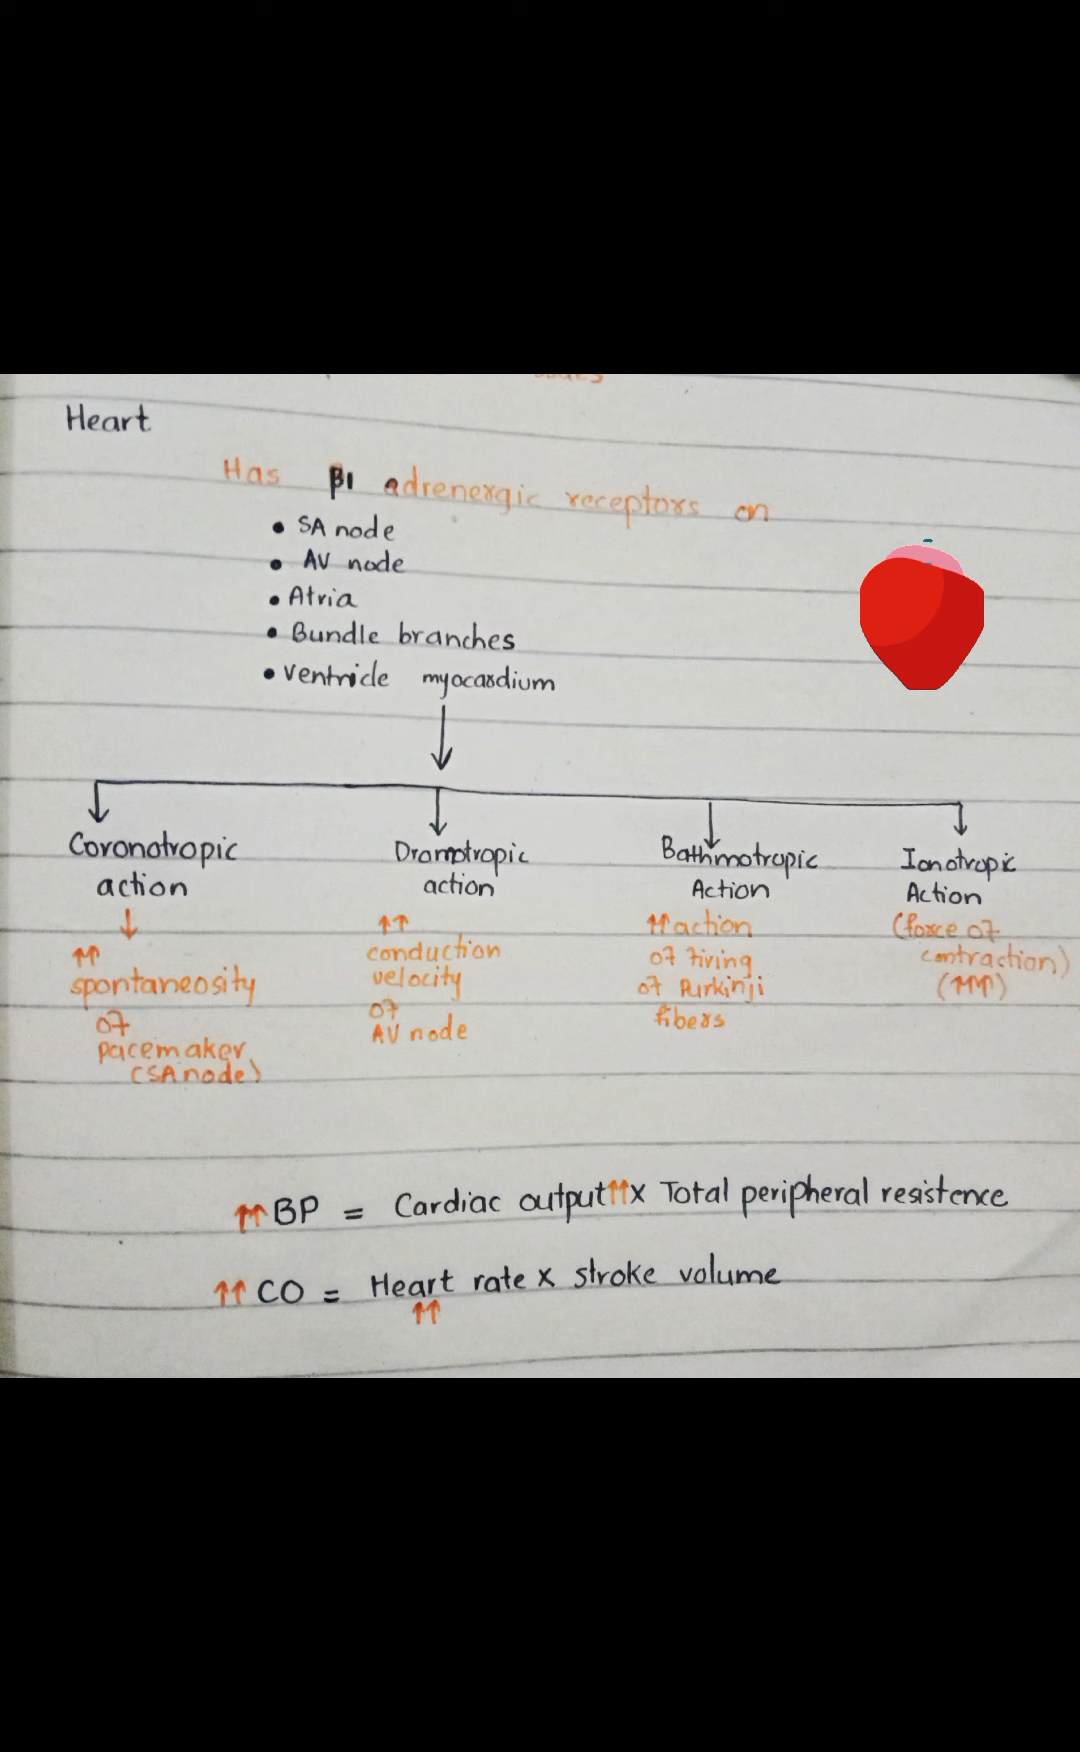 Heart
Has β1 adrenergic receptors on
• SA node
• AV node
• Atria
• Bundle branches
• Ventricle myocardium
Coronotropic
action
↑↑
spontaneosity
of
pacemaker
(SA node)
Dromotropic
action
↑↑
conduction
velocity
of
AV node
Bathmotropic
Action
↑↑ action
of firing
of Purkinji
fibers
Ionotropic
Action
(force of
contraction)
(↑↑↑)
↑↑ BP = Cardiac output ↑↑ x Total peripheral resistence
↑↑ CO = Heart rate x stroke volume
↑↑